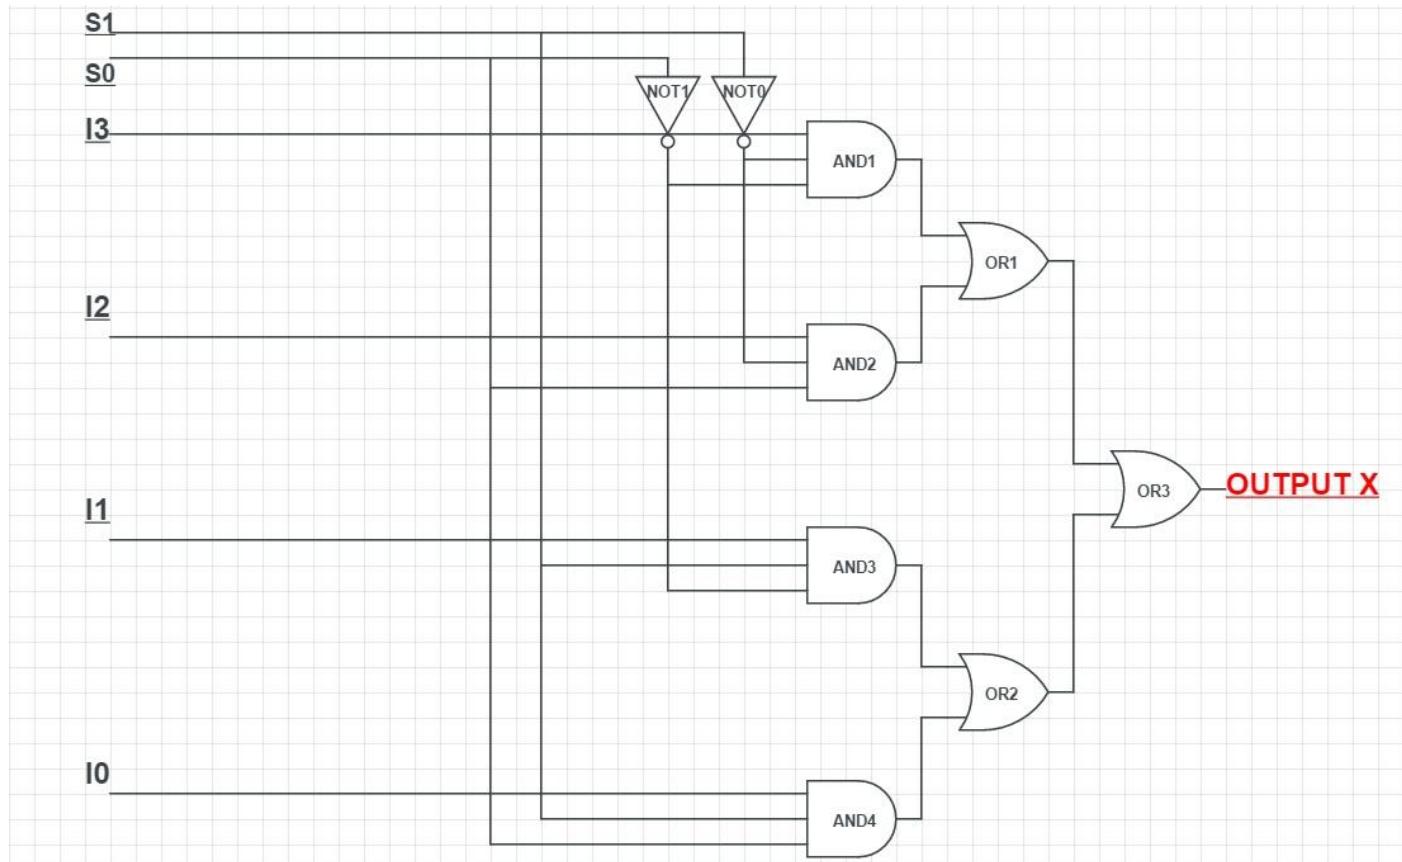 S1
S0
NOT1
NOT0
I3
AND1
I2
OR1
AND2
I1
OR3
OUTPUT X
AND3
OR2
I0
AND4